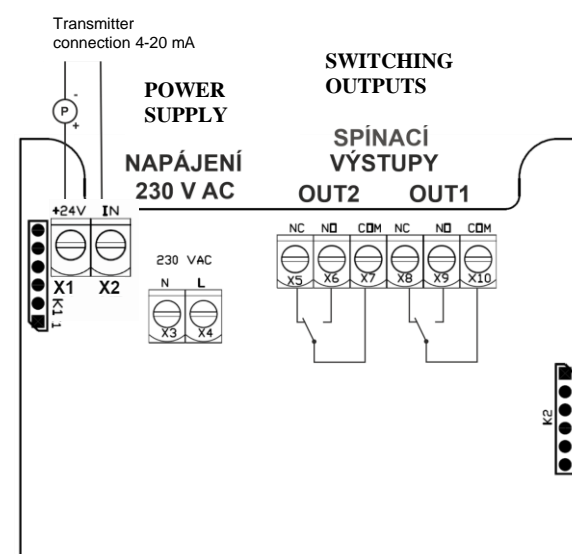 Transmitter
connection 4-20 mA
-
P
+
POWER
SUPPLY
SWITCHING
OUTPUTS
NAPÁJENÍ
230 V AC
SPÍNACÍ
VÝSTUPY
OUT2 OUT1
+24V IN
X1 X2
K1 1
230 VAC
N L
X3 X4
NC NO COM NC NO COM
X5 X6 X7 X8 X9 X10
K2